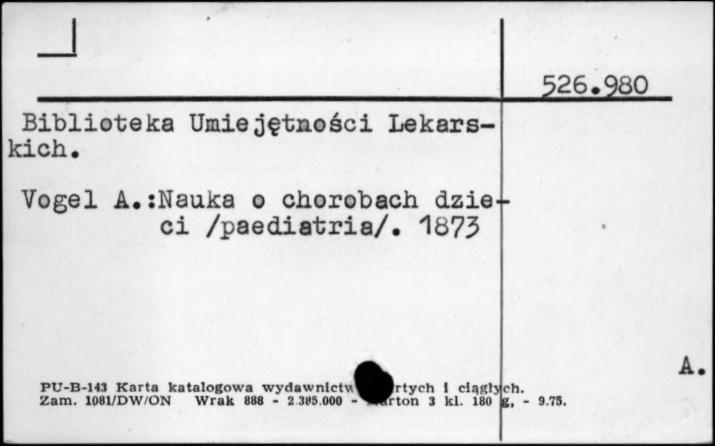 526.980
Biblioteka Umiejętności Lekars-
kich.
Vogel A.:Nauka o chorobach dzie-
ci /paediatria/. 1873
A.
PU-B-143 Karta katalogowa wydawnictw rtych i ciągłych.
Zam. 1081/DW/ON Wrak 888 - 2.385.000 - Karton 3 kl. 180 g, - 9.75.